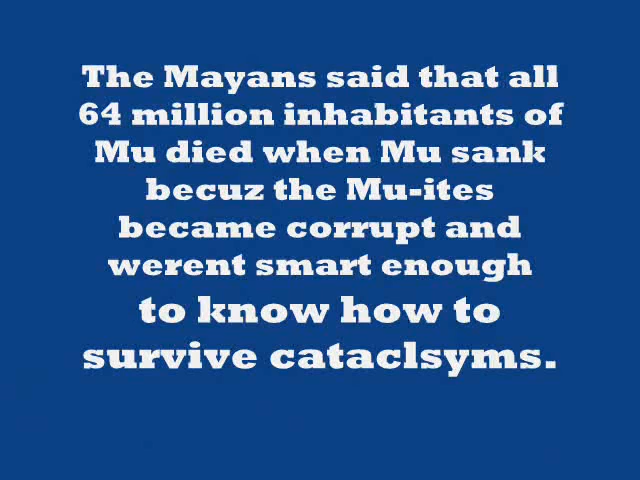 The Mayans said that all
64 million inhabitants of
Mu died when Mu sank
becuz the Mu-ites
became corrupt and
werent smart enough
to know how to
survive cataclsyms.